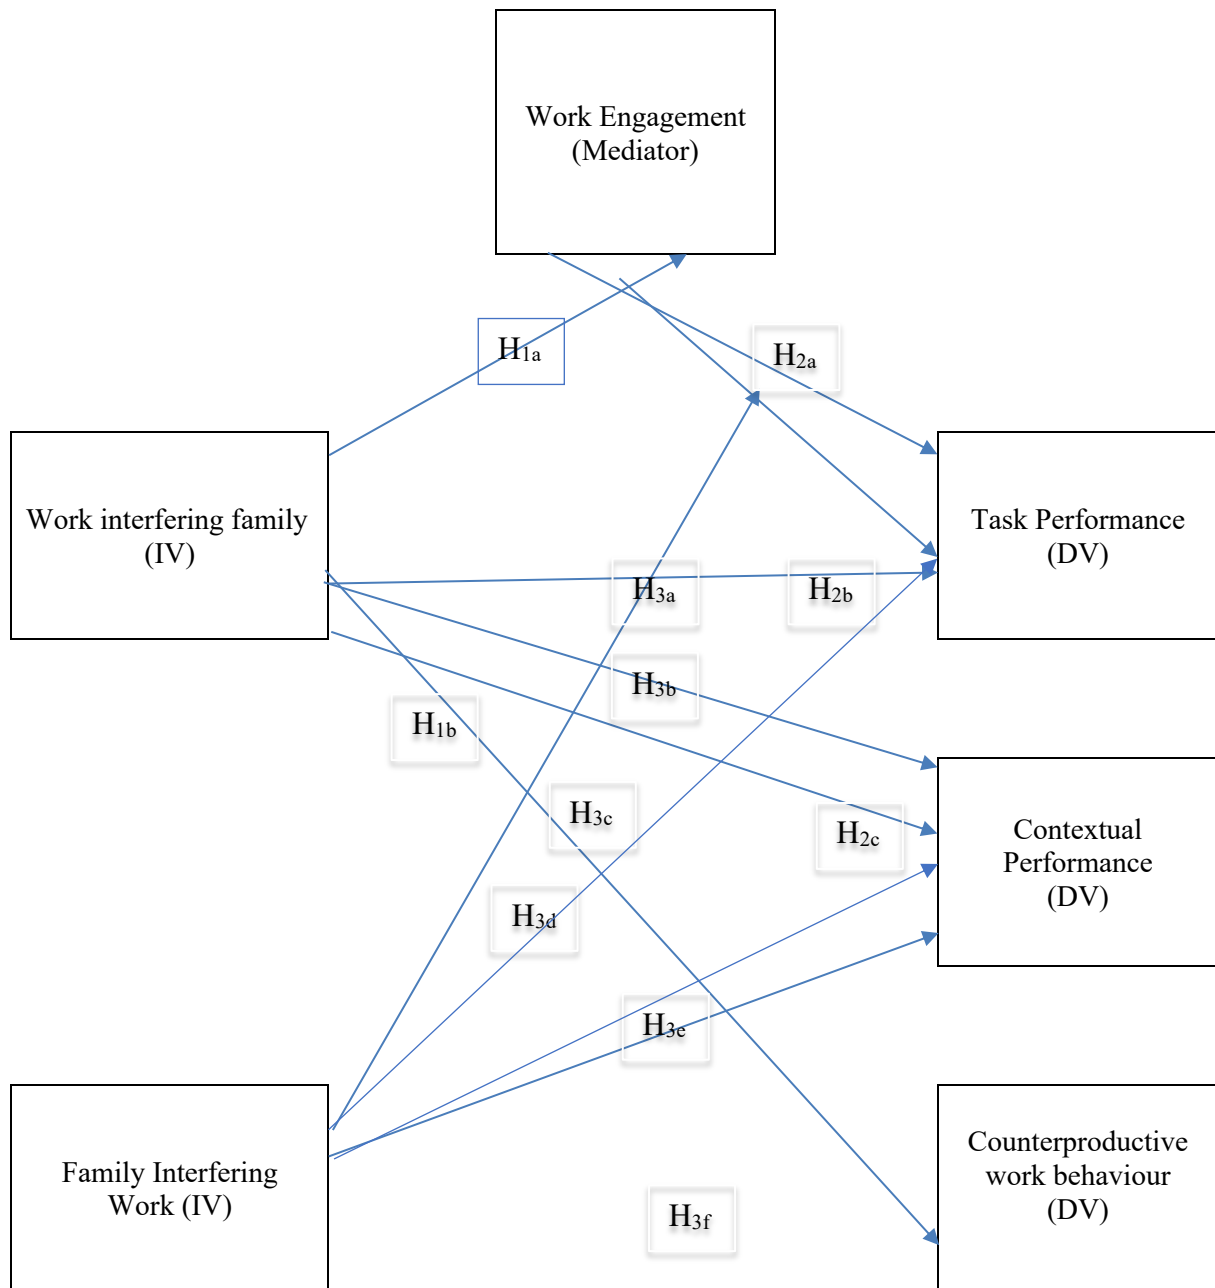 Work Engagement
(Mediator)
H1a
H2a
Work interfering family
(IV)
Task Performance
(DV)
H3a
H2b
H3b
H1b
H3c
H2c
Contextual
Performance
(DV)
H3d
H3e
Family Interfering
Work (IV)
Counterproductive
work behaviour
(DV)
H3f